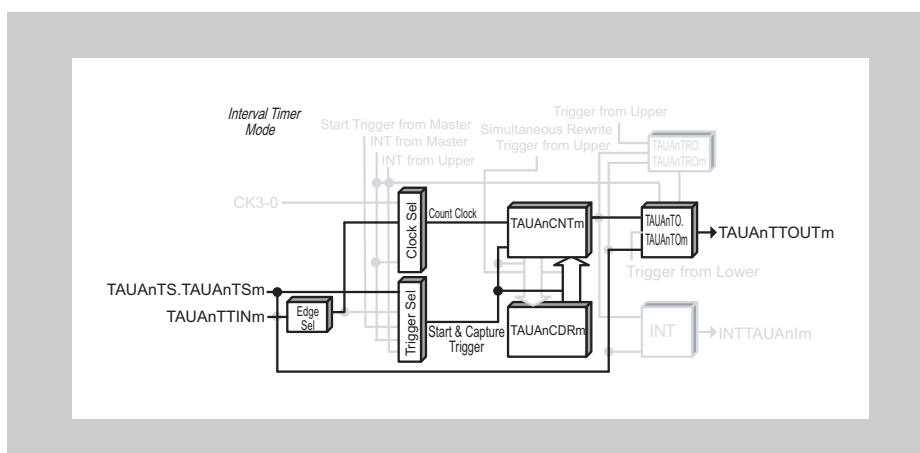 Interval Timer
Mode
Start Trigger from Master
INT from Master
INT from Upper
Trigger from Upper
Simultaneous Rewrite
Trigger from Upper
TAUAnTRO.
TAUAnTROm
CK3-0
Clock Sel
Count Clock
TAUAnCNTm
TAUAnTO.
TAUAnTOm
TAUAnTTOUTm
Trigger from Lower
TAUAnTS.TAUAnTSm
TAUAnTTINm
Edge
Sel
Trigger Sel
Start & Capture
Trigger
TAUAnCDRm
INT
INTTAUAnIm